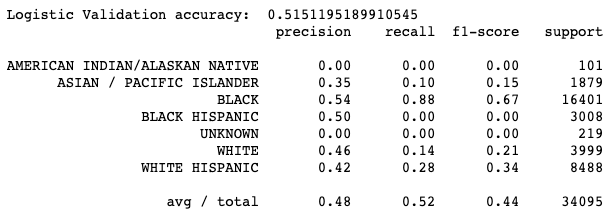 Logistic Validation accuracy:  0.5151195189910545
precision recall f1-score support
AMERICAN INDIAN/ALASKAN NATIVE 0.00 0.00 0.00 101
ASIAN / PACIFIC ISLANDER 0.35 0.10 0.15 1879
BLACK 0.54 0.88 0.67 16401
BLACK HISPANIC 0.50 0.00 0.00 3008
UNKNOWN 0.00 0.00 0.00 219
WHITE 0.46 0.14 0.21 3999
WHITE HISPANIC 0.42 0.28 0.34 8488
avg / total 0.48 0.52 0.44 34095